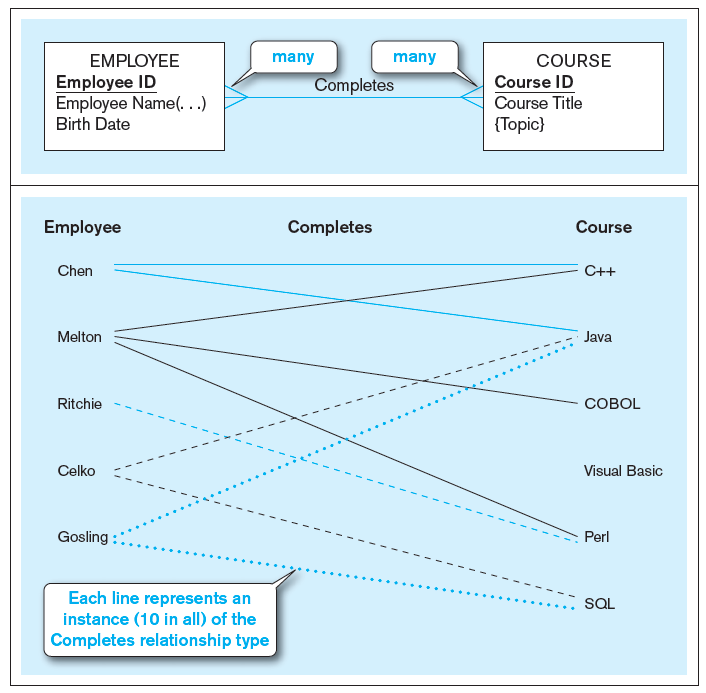 EMPLOYEE
Employee ID
Employee Name(. . .)
Birth Date
many
many
Completes
COURSE
Course ID
Course Title
{Topic}
Employee Completes Course
Chen C++
Melton Java
Ritchie COBOL
Celko Visual Basic
Gosling Perl
SQL
Each line represents an
instance (10 in all) of the
Completes relationship type